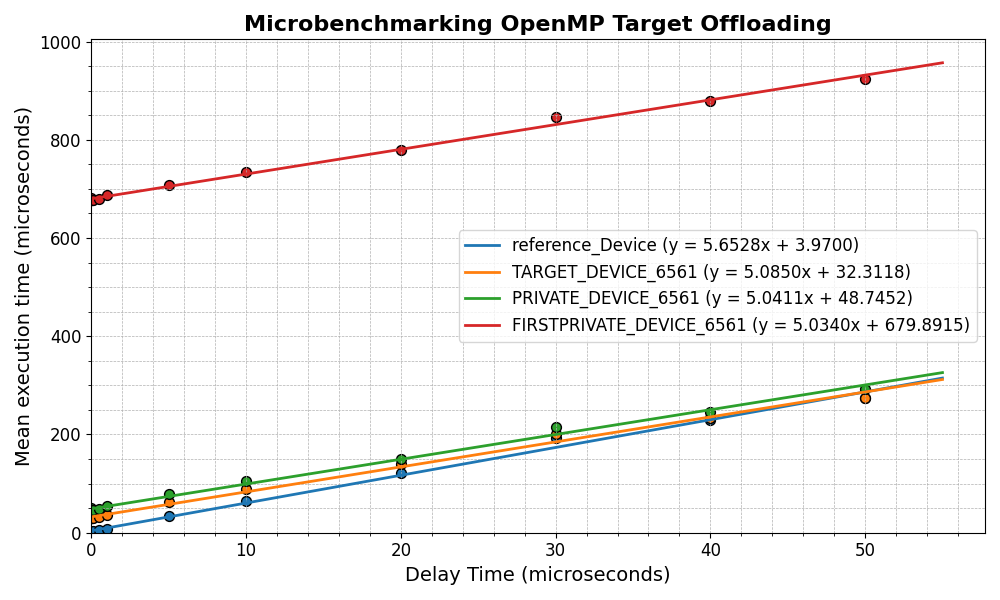 Microbenchmarking OpenMP Target Offloading
Mean execution time (microseconds)
1000
800
600
400
200
0
reference_Device (y = 5.6528x + 3.9700)
TARGET_DEVICE_6561 (y = 5.0850x + 32.3118)
PRIVATE_DEVICE_6561 (y = 5.0411x + 48.7452)
FIRSTPRIVATE_DEVICE_6561 (y = 5.0340x + 679.8915)
0 10 20 30 40 50
Delay Time (microseconds)